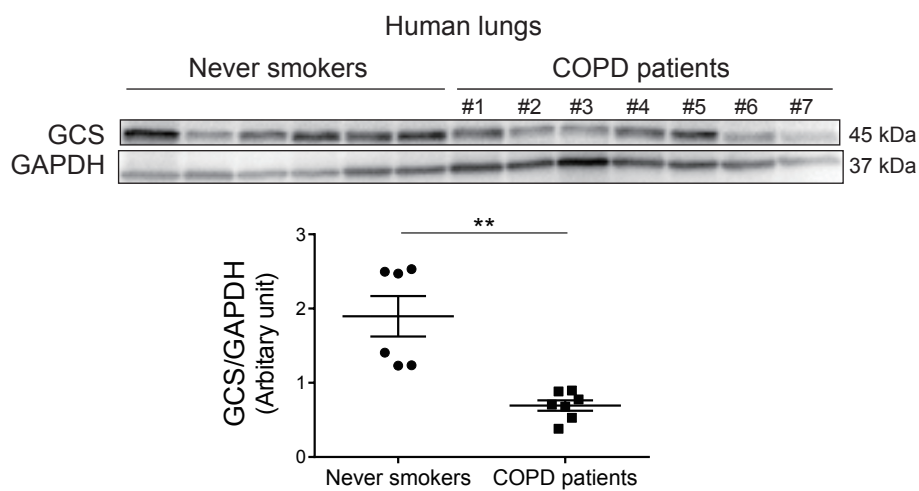 Human lungs
Never smokers COPD patients
#1 #2 #3 #4 #5 #6 #7
GCS 45 kDa
GAPDH 37 kDa
**
3
2
1
0
GCS/GAPDH
(Arbitary unit)
Never smokers COPD patients